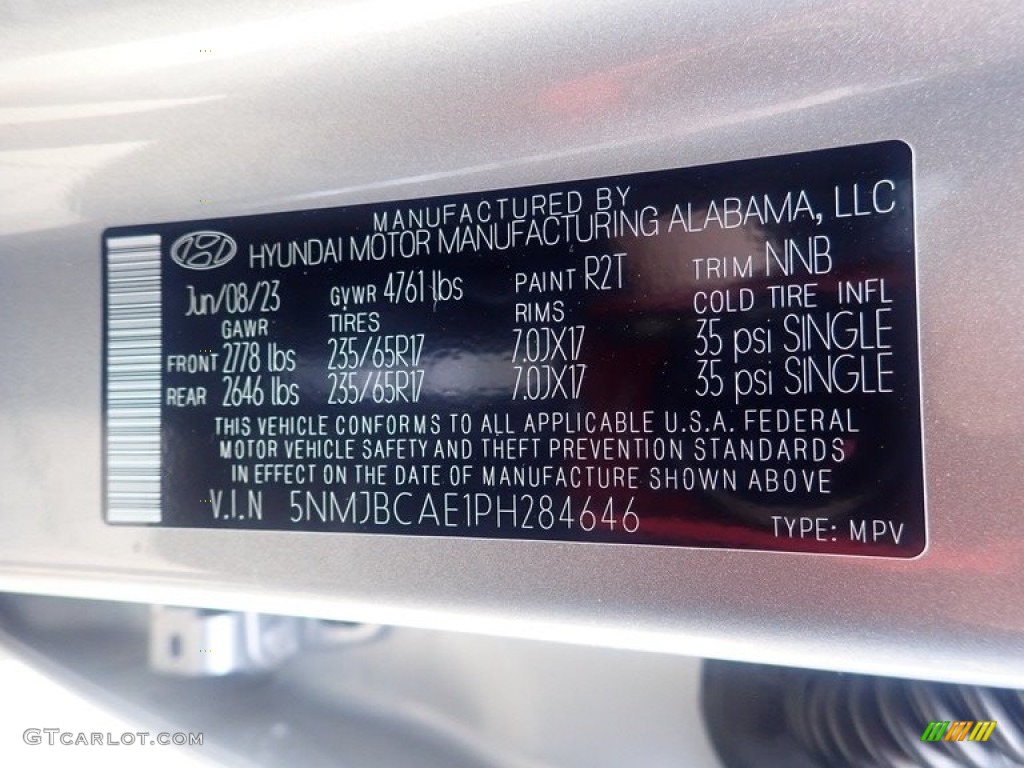 MANUFACTURED BY
HYUNDAI MOTOR MANUFACTURING ALABAMA, LLC
Jun/08/23 GVWR 4761 lbs PAINT R2T TRIM NNB
GAWR TIRES RIMS COLD TIRE INFL
FRONT 2778 lbs 235/65R17 7.0JX17 35 psi SINGLE
REAR 2646 lbs 235/65R17 7.0JX17 35 psi SINGLE
THIS VEHICLE CONFORMS TO ALL APPLICABLE U.S.A. FEDERAL
MOTOR VEHICLE SAFETY AND THEFT PREVENTION STANDARDS
IN EFFECT ON THE DATE OF MANUFACTURE SHOWN ABOVE
V.I.N 5NMJBCAE1PH284646 TYPE: MPV
GTCARLOT.COM